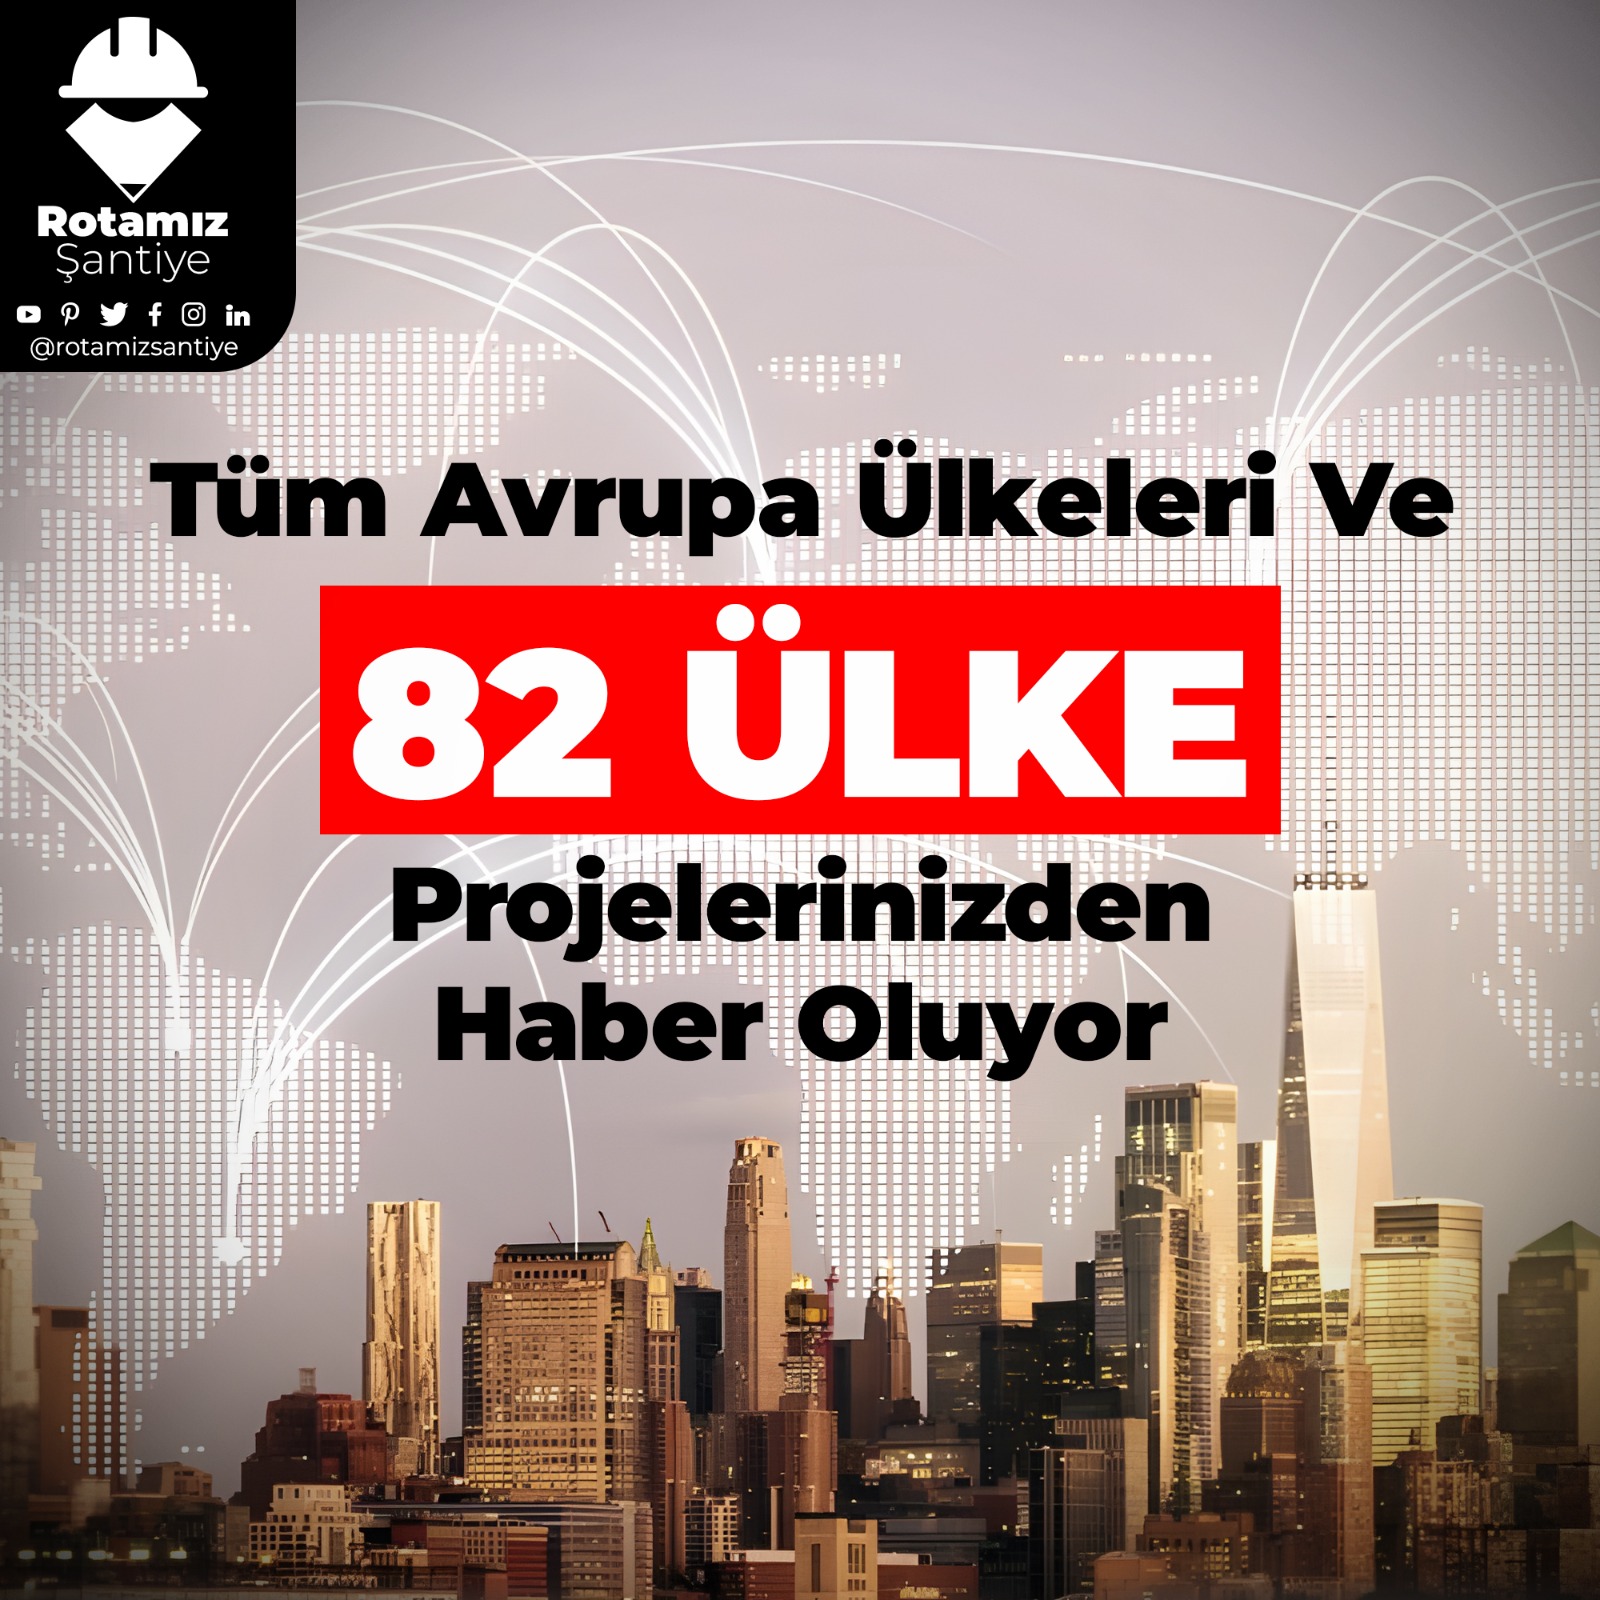 Rotamız
Şantiye
@rotamizsantiye
Tüm Avrupa Ülkeleri Ve
82 ÜLKE
Projelerinizden
Haber Oluyor